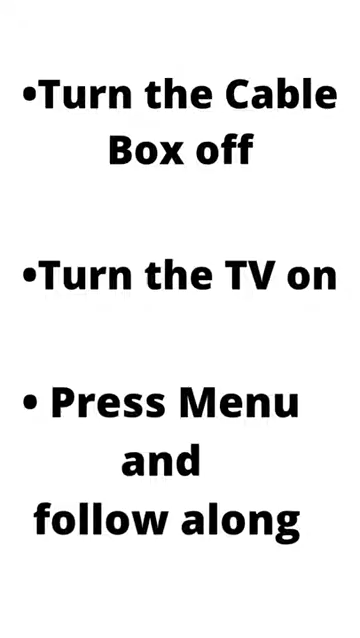 •Turn the Cable
Box off
•Turn the TV on
• Press Menu
and
follow along